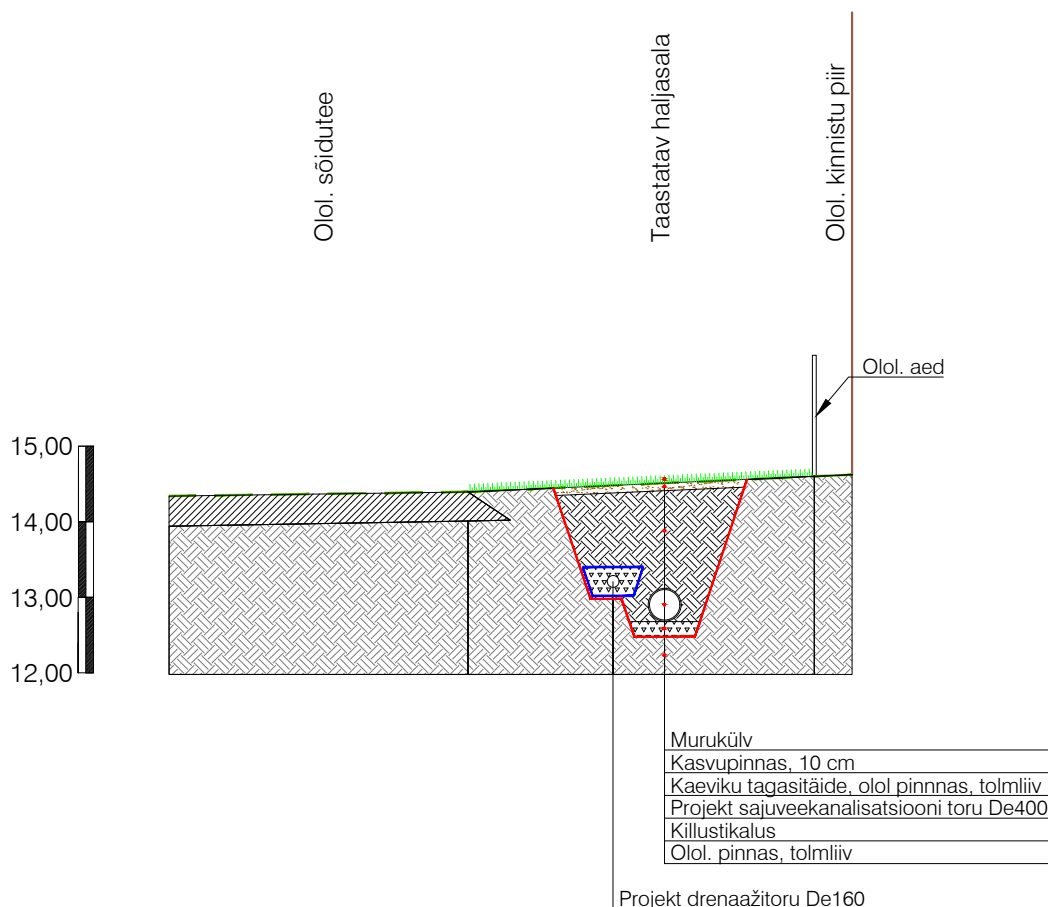 Olol. sõidutee
Taastatav haljasala
Olol. kinnistu piir
Olol. aed
15,00
14,00
13,00
12,00
Murukülv
Kasvupinnas, 10 cm
Kaeviku tagasitäide, olol pinnnas, tolmliiv
Projekt sajuveekanalisatsiooni toru De400
Killustikalus
Olol. pinnas, tolmliiv
Projekt drenaažitoru De160